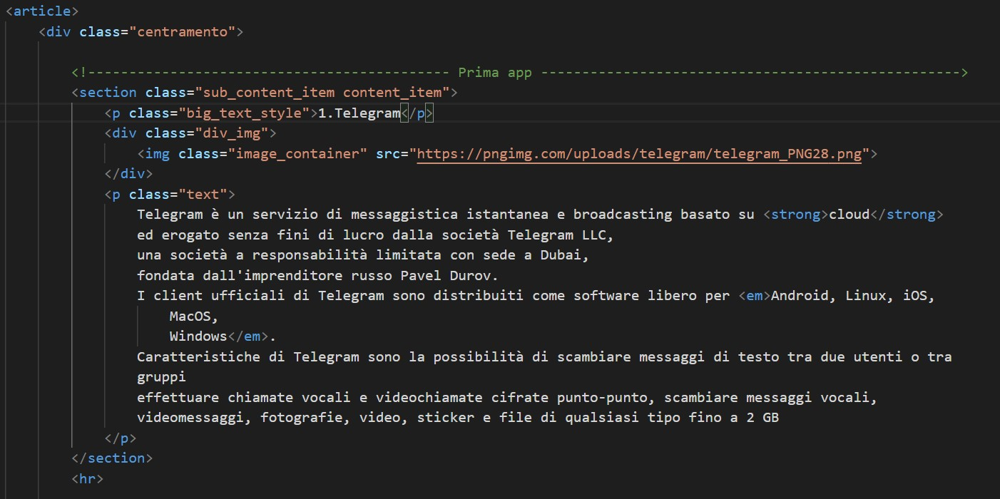 <article>
<div class="centramento">
<!-------------------------------------------- Prima app --------------------------------------------------->
<section class="sub_content_item content_item">
<p class="big_text_style">1.Telegram</p>
<div class="div_img">
<img class="image_container" src="https://pngimg.com/uploads/telegram/telegram_PNG28.png">
</div>
<p class="text">
Telegram è un servizio di messaggistica istantanea e broadcasting basato su <strong>cloud</strong>
ed erogato senza fini di lucro dalla società Telegram LLC,
una società a responsabilità limitata con sede a Dubai,
fondata dall'imprenditore russo Pavel Durov.
I client ufficiali di Telegram sono distribuiti come software libero per <em>Android, Linux, iOS,
MacOS,
Windows</em>.
Caratteristiche di Telegram sono la possibilità di scambiare messaggi di testo tra due utenti o tra
gruppi
effettuare chiamate vocali e videochiamate cifrate punto-punto, scambiare messaggi vocali,
videomessaggi, fotografie, video, sticker e file di qualsiasi tipo fino a 2 GB
</p>
</section>
<hr>